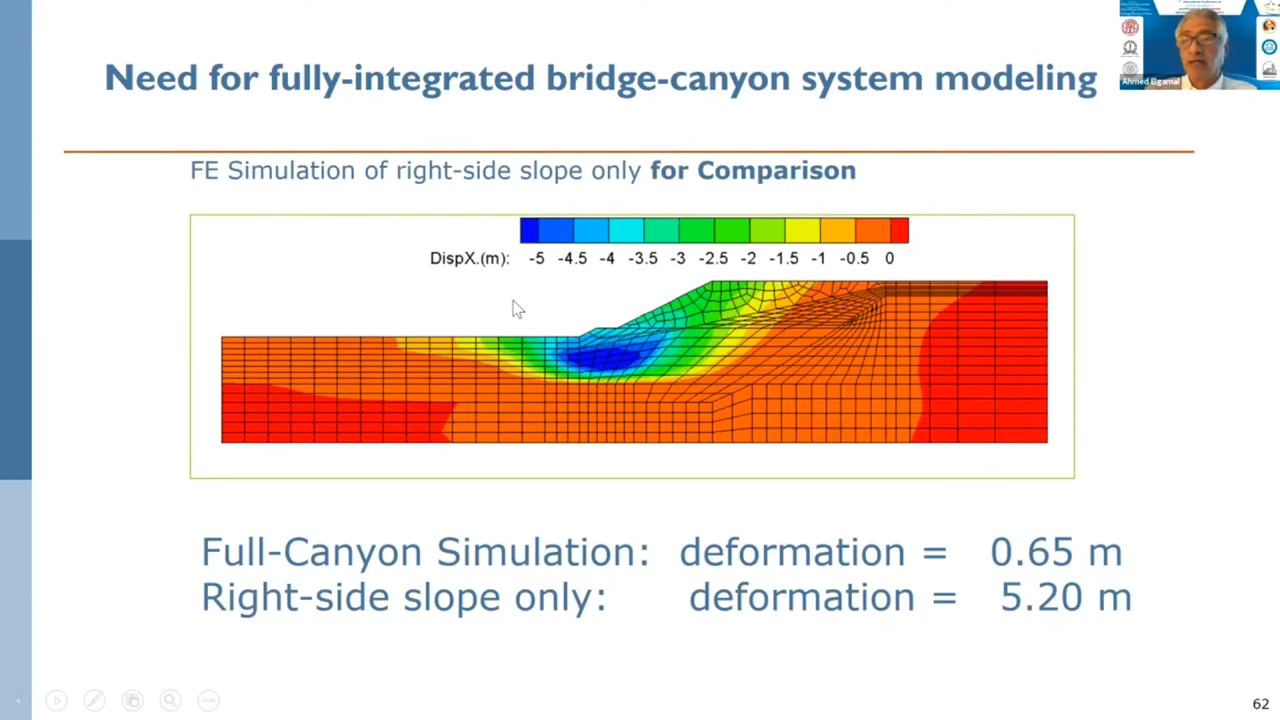 Need for fully-integrated bridge-canyon system modeling
Ahmed Elgamal
FE Simulation of right-side slope only for Comparison
DispX.(m): -5 -4.5 -4 -3.5 -3 -2.5 -2 -1.5 -1 -0.5 0
Full-Canyon Simulation: deformation = 0.65 m
Right-side slope only: deformation = 5.20 m
62